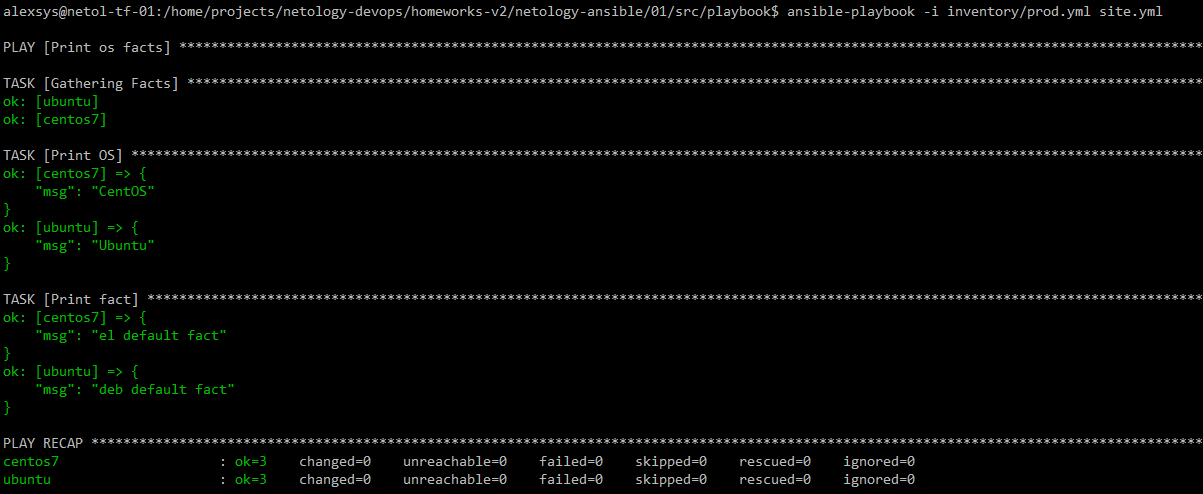 alexsys@netol-tf-01:/home/projects/netology-devops/homeworks-v2/netology-ansible/01/src/playbook$ ansible-playbook -i inventory/prod.yml site.yml
PLAY [Print os facts] ********************************************************************************************************************************
TASK [Gathering Facts] *******************************************************************************************************************************
ok: [ubuntu]
ok: [centos7]
TASK [Print OS] **************************************************************************************************************************************
ok: [centos7] => {
    "msg": "CentOS"
}
ok: [ubuntu] => {
    "msg": "Ubuntu"
}
TASK [Print fact] ************************************************************************************************************************************
ok: [centos7] => {
    "msg": "el default fact"
}
ok: [ubuntu] => {
    "msg": "deb default fact"
}
PLAY RECAP *******************************************************************************************************************************************
centos7                    : ok=3    changed=0    unreachable=0    failed=0    skipped=0    rescued=0    ignored=0
ubuntu                     : ok=3    changed=0    unreachable=0    failed=0    skipped=0    rescued=0    ignored=0